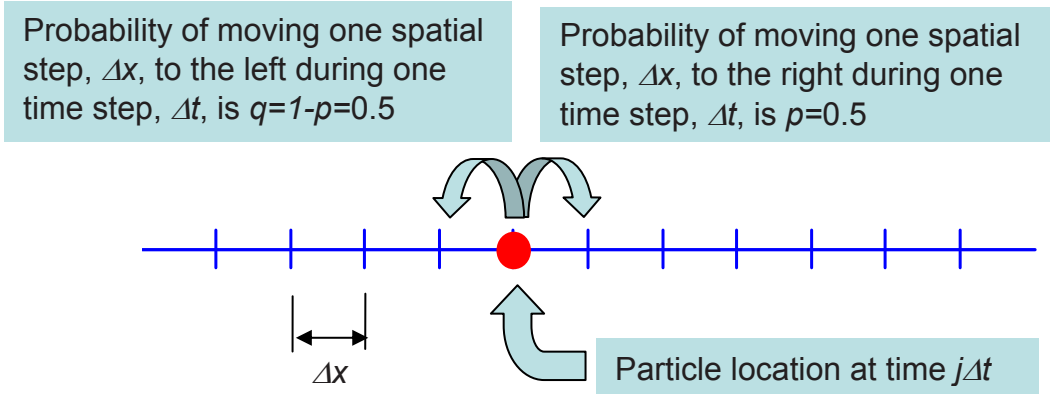 Probability of moving one spatial
step, Δx, to the left during one
time step, Δt, is q=1-p=0.5
Probability of moving one spatial
step, Δx, to the right during one
time step, Δt, is p=0.5
Δx
Particle location at time jΔt